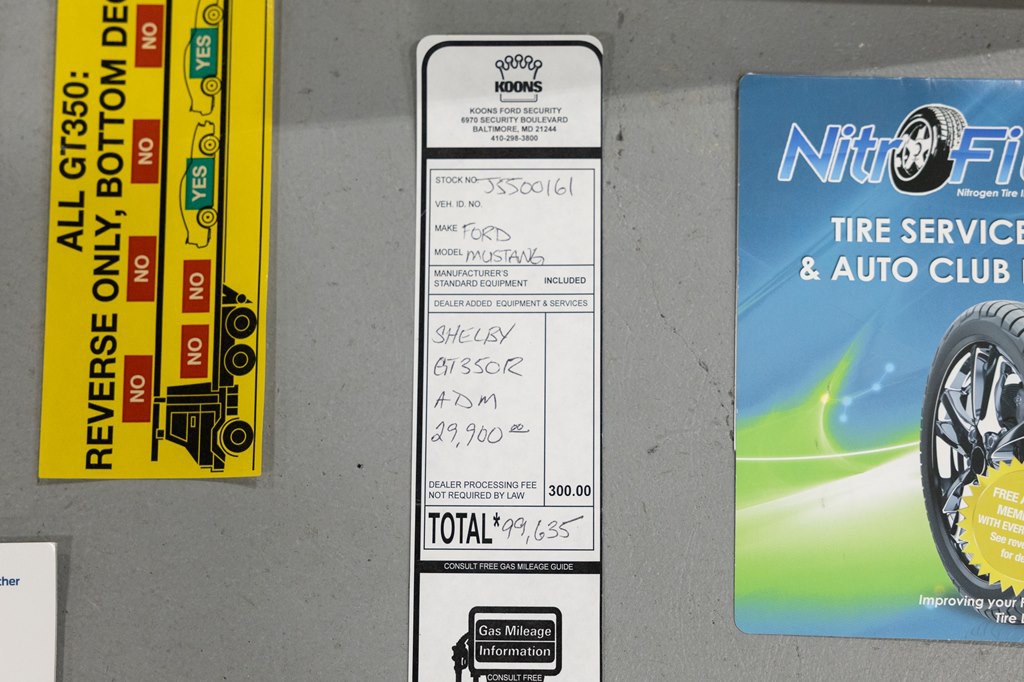 ALL GT350:
REVERSE ONLY, BOTTOM DEC
NO
NO
NO
NO
YES
YES
NO
NO
KOONS
KOONS FORD SECURITY
6970 SECURITY BOULEVARD
BALTIMORE, MD 21244
410-298-3800
STOCK NO. J5500161
VEH. ID. NO.
MAKE FORD
MODEL MUSTANG
MANUFACTURER'S
STANDARD EQUIPMENT INCLUDED
DEALER ADDED EQUIPMENT & SERVICES
SHELBY
GT350R
ADM
29,900 00
DEALER PROCESSING FEE
NOT REQUIRED BY LAW 300.00
TOTAL* 99,635
CONSULT FREE GAS MILEAGE GUIDE
Gas Mileage
Information
CONSULT FREE
NitroFi
Nitrogen Tire I
TIRE SERVICE
& AUTO CLUB
FREE A
MEM
WITH EVER
See reve
for de
Improving your F
Tire
ther